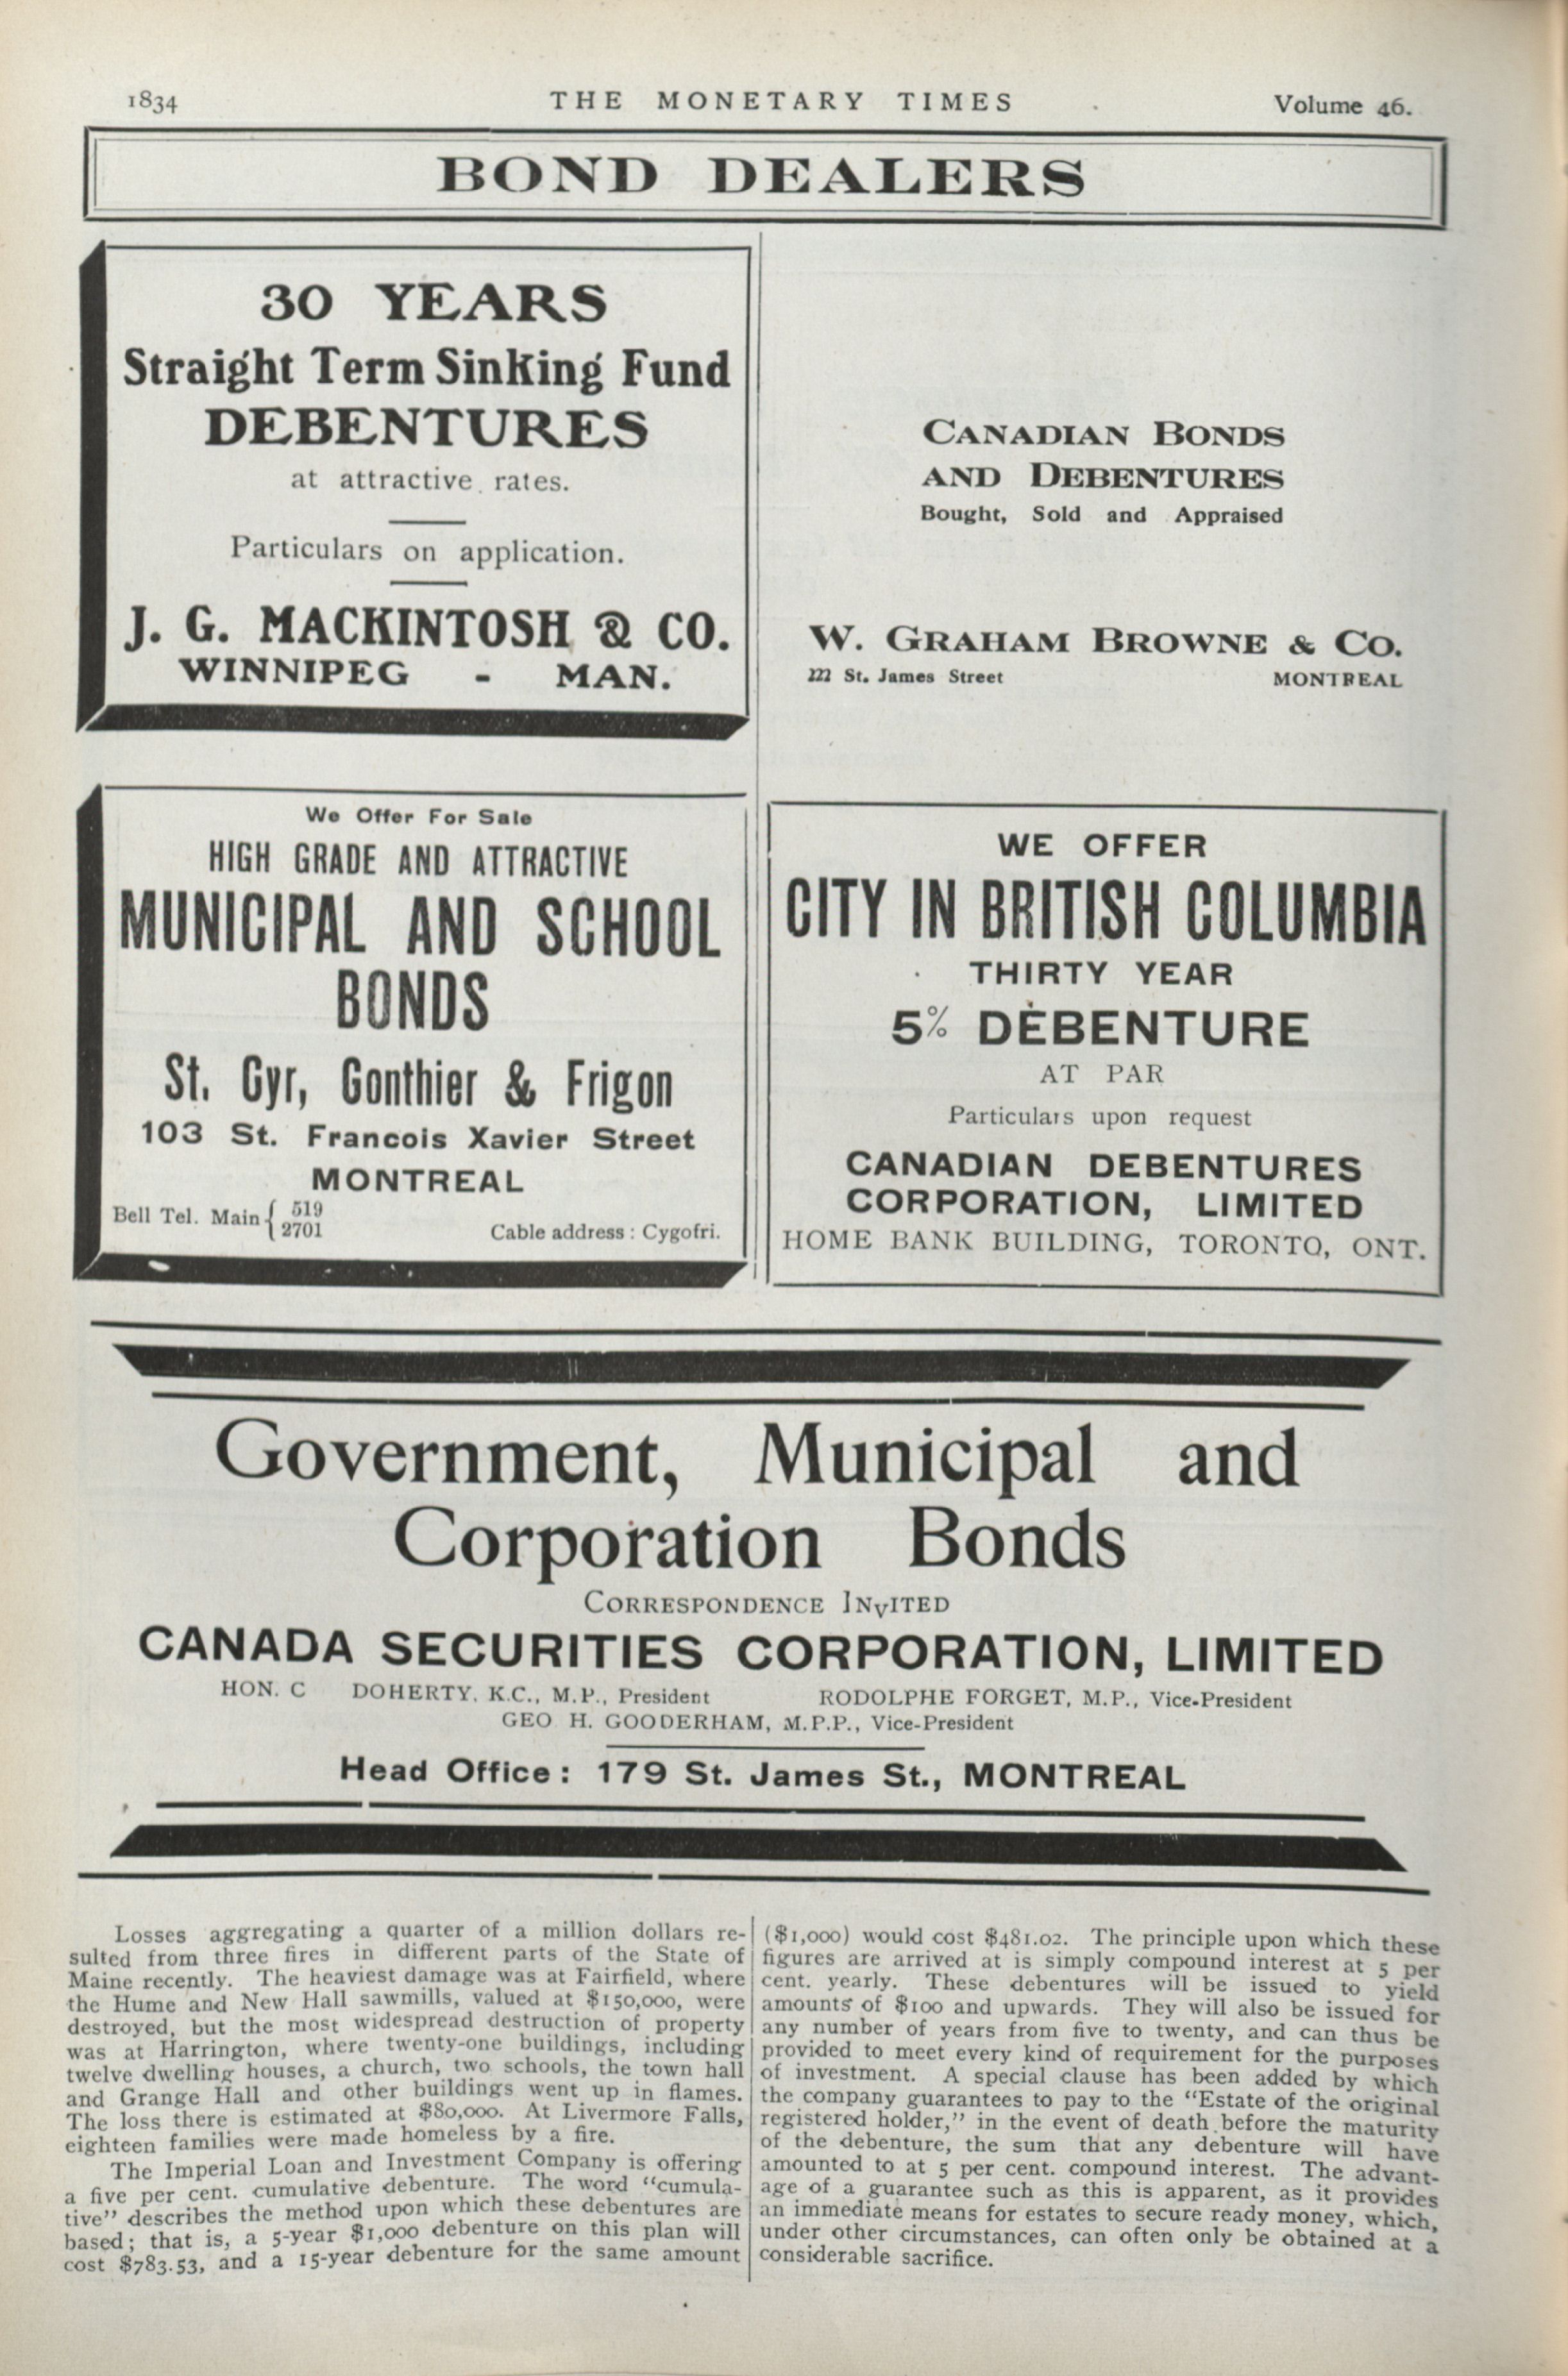 1834
THE MONETARY TIMES
Volume 46.
BOND DEALERS
30 YEARS
Straight Term Sinking Fund
DEBENTURES
at attractive rates.
Particulars on application.
J. G. MACKINTOSH & CO.
WINNIPEG - MAN.
CANADIAN BONDS
AND DEBENTURES
Bought, Sold and Appraised
W. GRAHAM BROWNE & CO.
222 St. James Street MONTREAL
We Offer For Sale
HIGH GRADE AND ATTRACTIVE
MUNICIPAL AND SCHOOL
BONDS
St. Cyr, Gonthier & Frigon
103 St. Francois Xavier Street
MONTREAL
Bell Tel. Main { 519
2701
Cable address : Cygofri.
WE OFFER
CITY IN BRITISH COLUMBIA
THIRTY YEAR
5% DEBENTURE
AT PAR
Particulars upon request
CANADIAN DEBENTURES
CORPORATION, LIMITED
HOME BANK BUILDING, TORONTO, ONT.
Government, Municipal and
Corporation Bonds
CORRESPONDENCE INVITED
CANADA SECURITIES CORPORATION, LIMITED
HON. C DOHERTY, K.C., M.P., President RODOLPHE FORGET, M.P., Vice-President
GEO H. GOODERHAM, M.P.P., Vice-President
Head Office : 179 St. James St., MONTREAL
Losses aggregating a quarter of a million dollars re-
sulted from three fires in different parts of the State of
Maine recently. The heaviest damage was at Fairfield, where
the Hume and New Hall sawmills, valued at $150,000, were
destroyed, but the most widespread destruction of property
was at Harrington, where twenty-one buildings, including
twelve dwelling houses, a church, two schools, the town hall
and Grange Hall and other buildings went up in flames.
The loss there is estimated at $80,000. At Livermore Falls,
eighteen families were made homeless by a fire.
The Imperial Loan and Investment Company is offering
a five per cent. cumulative debenture. The word "cumula-
tive" describes the method upon which these debentures are
based; that is, a 5-year $1,000 debenture on this plan will
cost $783.53, and a 15-year debenture for the same amount
($1,000) would cost $481.02. The principle upon which these
figures are arrived at is simply compound interest at 5 per
cent. yearly. These debentures will be issued to yield
amounts of $100 and upwards. They will also be issued for
any number of years from five to twenty, and can thus be
provided to meet every kind of requirement for the purposes
of investment. A special clause has been added by which
the company guarantees to pay to the "Estate of the original
registered holder," in the event of death before the maturity
of the debenture, the sum that any debenture will have
amounted to at 5 per cent. compound interest. The advant-
age of a guarantee such as this is apparent, as it provides
an immediate means for estates to secure ready money, which,
under other circumstances, can often only be obtained at a
considerable sacrifice.